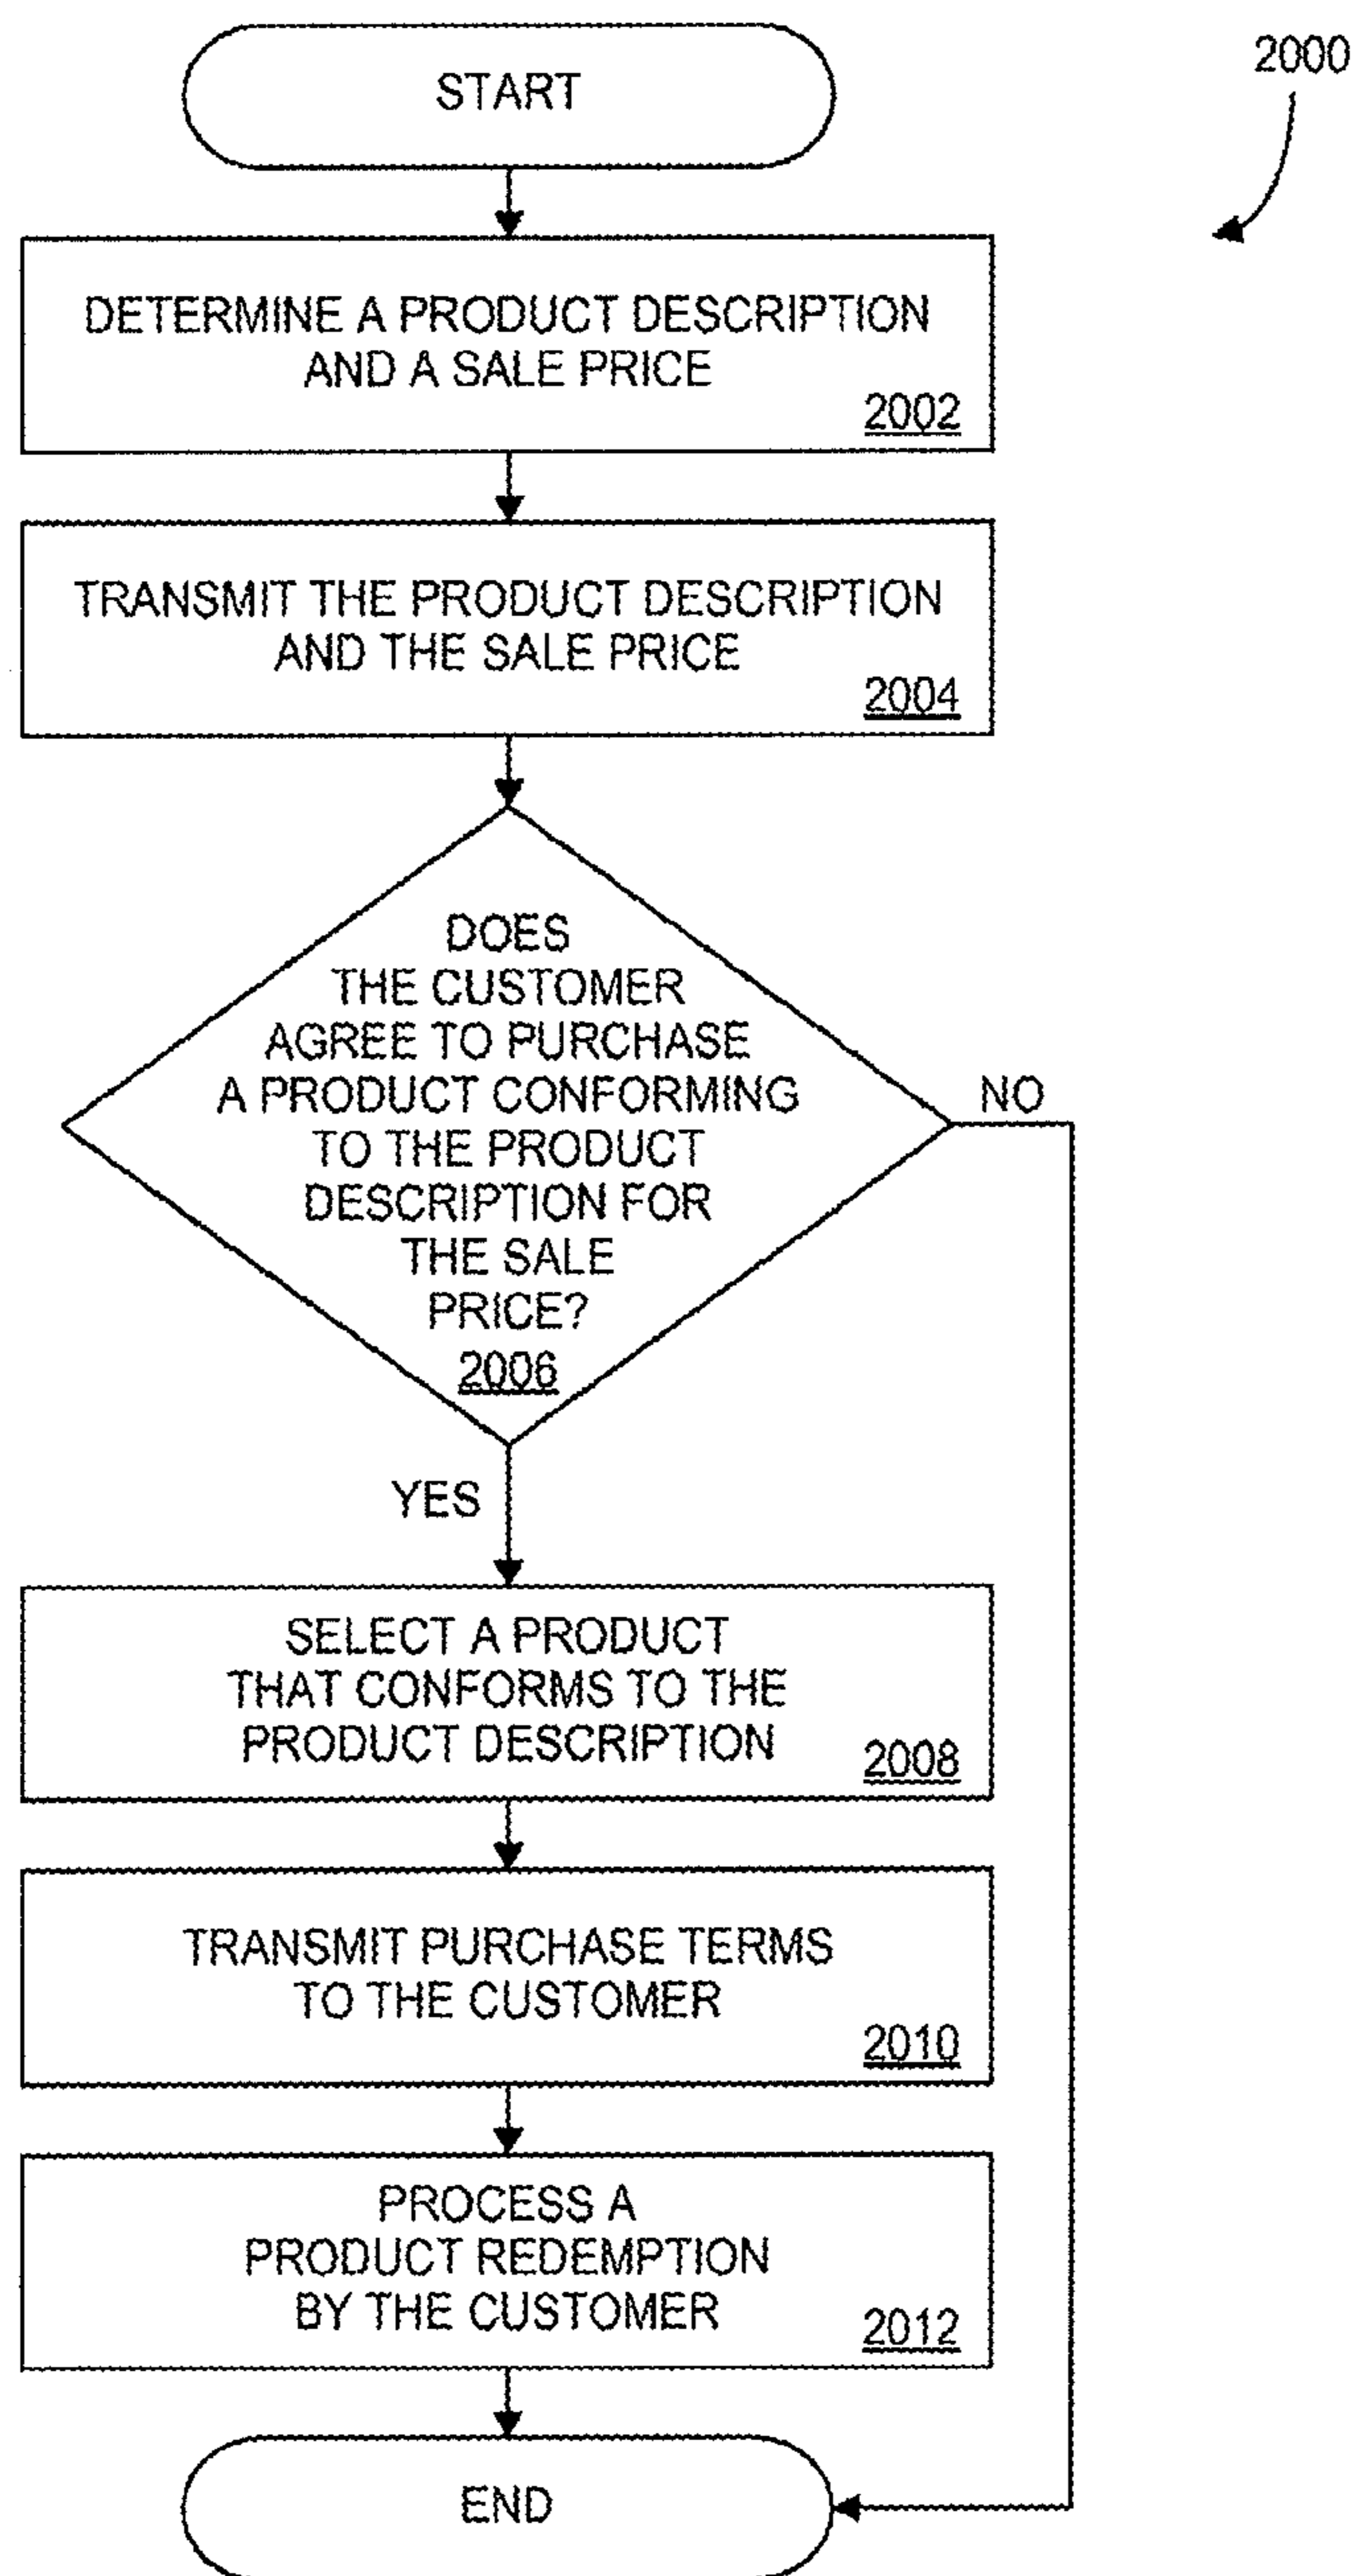 START
2000
DETERMINE A PRODUCT DESCRIPTION
AND A SALE PRICE
2002
TRANSMIT THE PRODUCT DESCRIPTION
AND THE SALE PRICE
2004
DOES
THE CUSTOMER
AGREE TO PURCHASE
A PRODUCT CONFORMING
TO THE PRODUCT
DESCRIPTION FOR
THE SALE
PRICE?
2006
NO
YES
SELECT A PRODUCT
THAT CONFORMS TO THE
PRODUCT DESCRIPTION
2008
TRANSMIT PURCHASE TERMS
TO THE CUSTOMER
2010
PROCESS A
PRODUCT REDEMPTION
BY THE CUSTOMER
2012
END